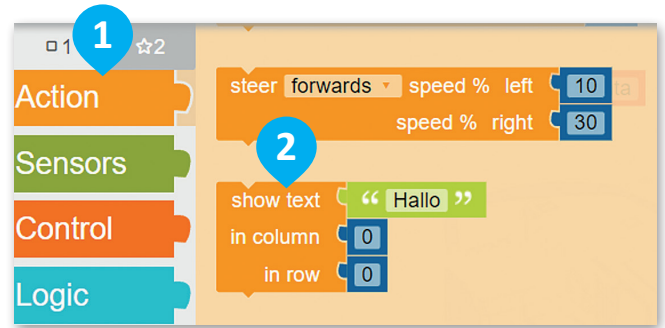 1 2
1
Action
Sensors
Control
Logic
steer forwards speed % left 10
speed % right 30
2
show text “ Hallo ”
in column 0
in row 0
ta